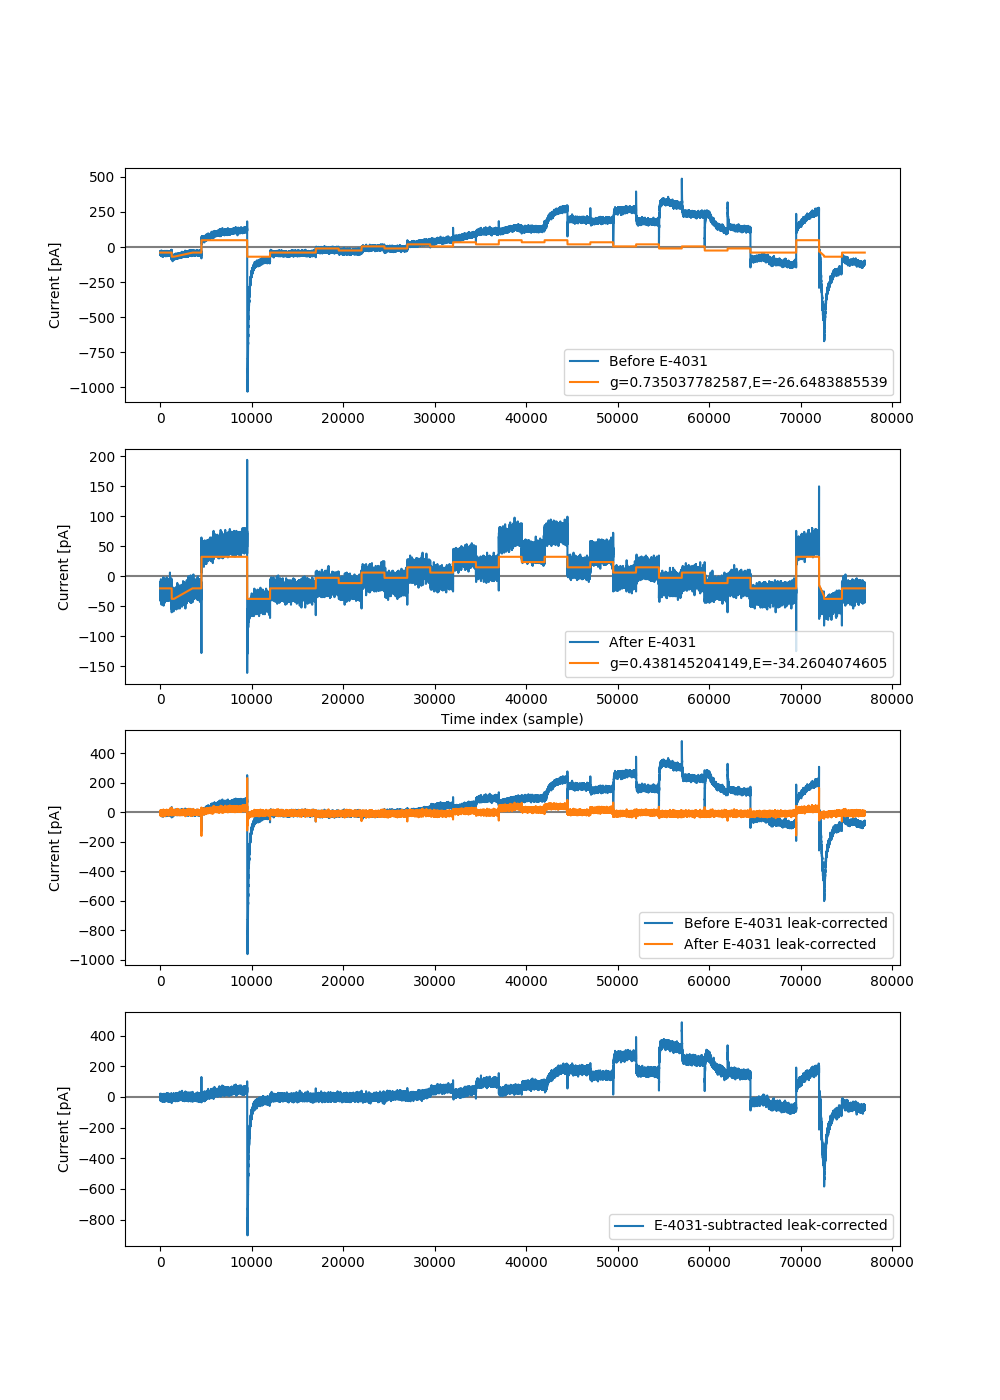 500
250
0
−250
−500
−750
−1000
Current [pA]
Before E-4031
g=0.735037782587,E=-26.6483885539
0 10000 20000 30000 40000 50000 60000 70000 80000
200
150
100
50
0
−50
−100
−150
Current [pA]
After E-4031
g=0.438145204149,E=-34.2604074605
0 10000 20000 30000 40000 50000 60000 70000 80000
Time index (sample)
400
200
0
−200
−400
−600
−800
−1000
Current [pA]
Before E-4031 leak-corrected
After E-4031 leak-corrected
0 10000 20000 30000 40000 50000 60000 70000 80000
400
200
0
−200
−400
−600
−800
Current [pA]
E-4031-subtracted leak-corrected
0 10000 20000 30000 40000 50000 60000 70000 80000